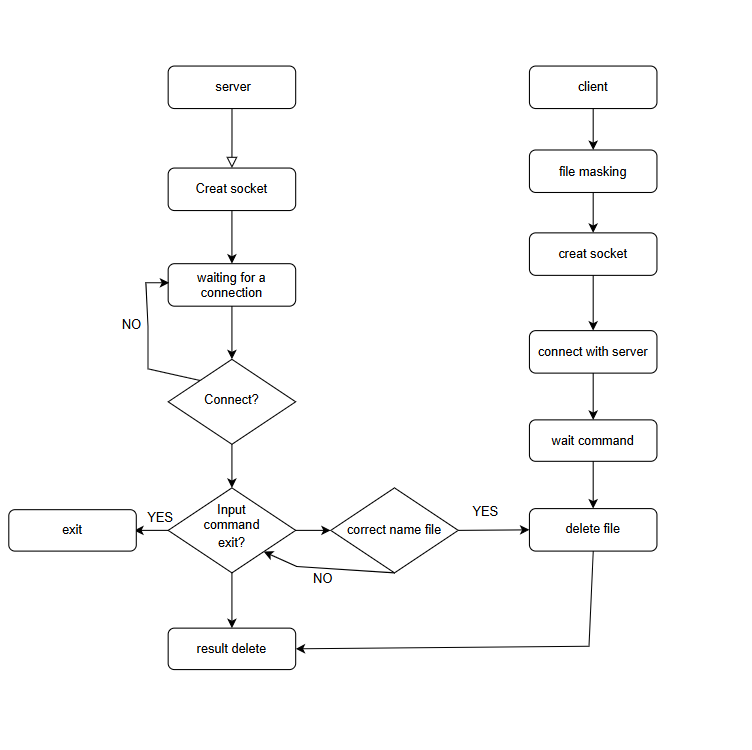 server
client
Creat socket
file masking
waiting for a
connection
creat socket
NO
connect with server
Connect?
wait command
YES
exit
Input
command
exit?
correct name file
YES
delete file
NO
result delete